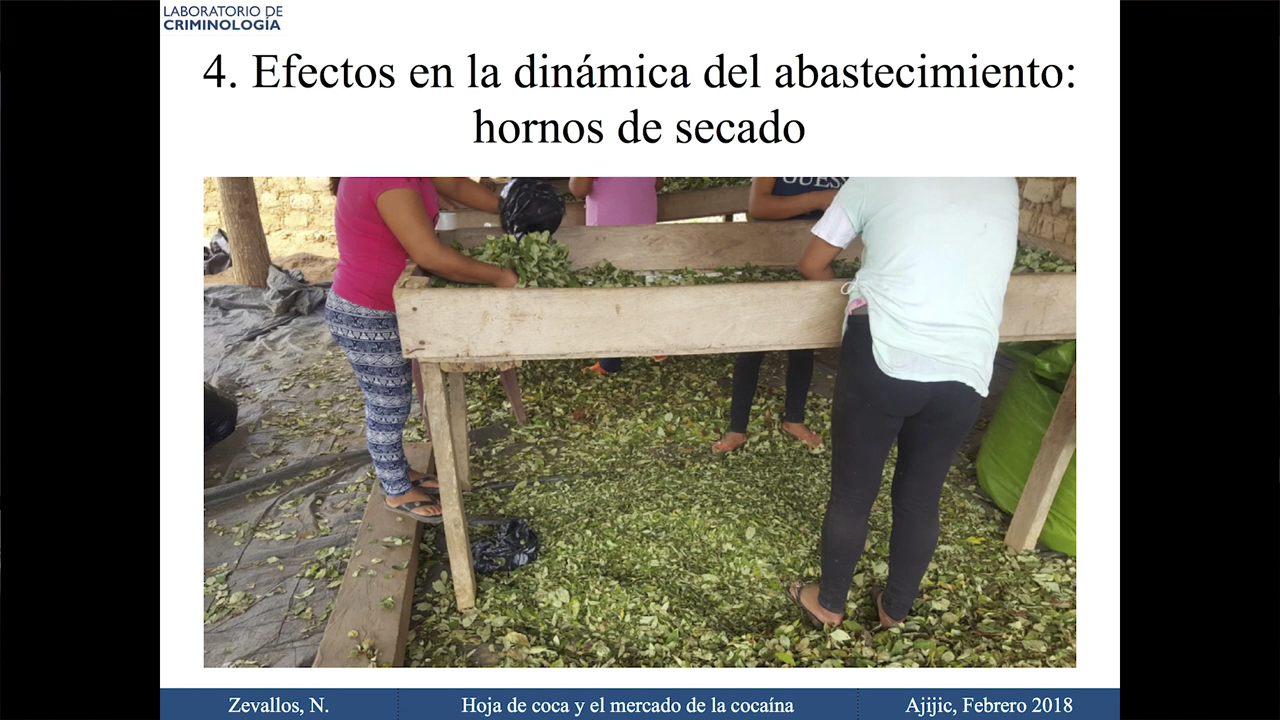 LABORATORIO DE
CRIMINOLOGÍA
4. Efectos en la dinámica del abastecimiento:
hornos de secado
GUESS
Zevallos, N. Hoja de coca y el mercado de la cocaína Ajijic, Febrero 2018